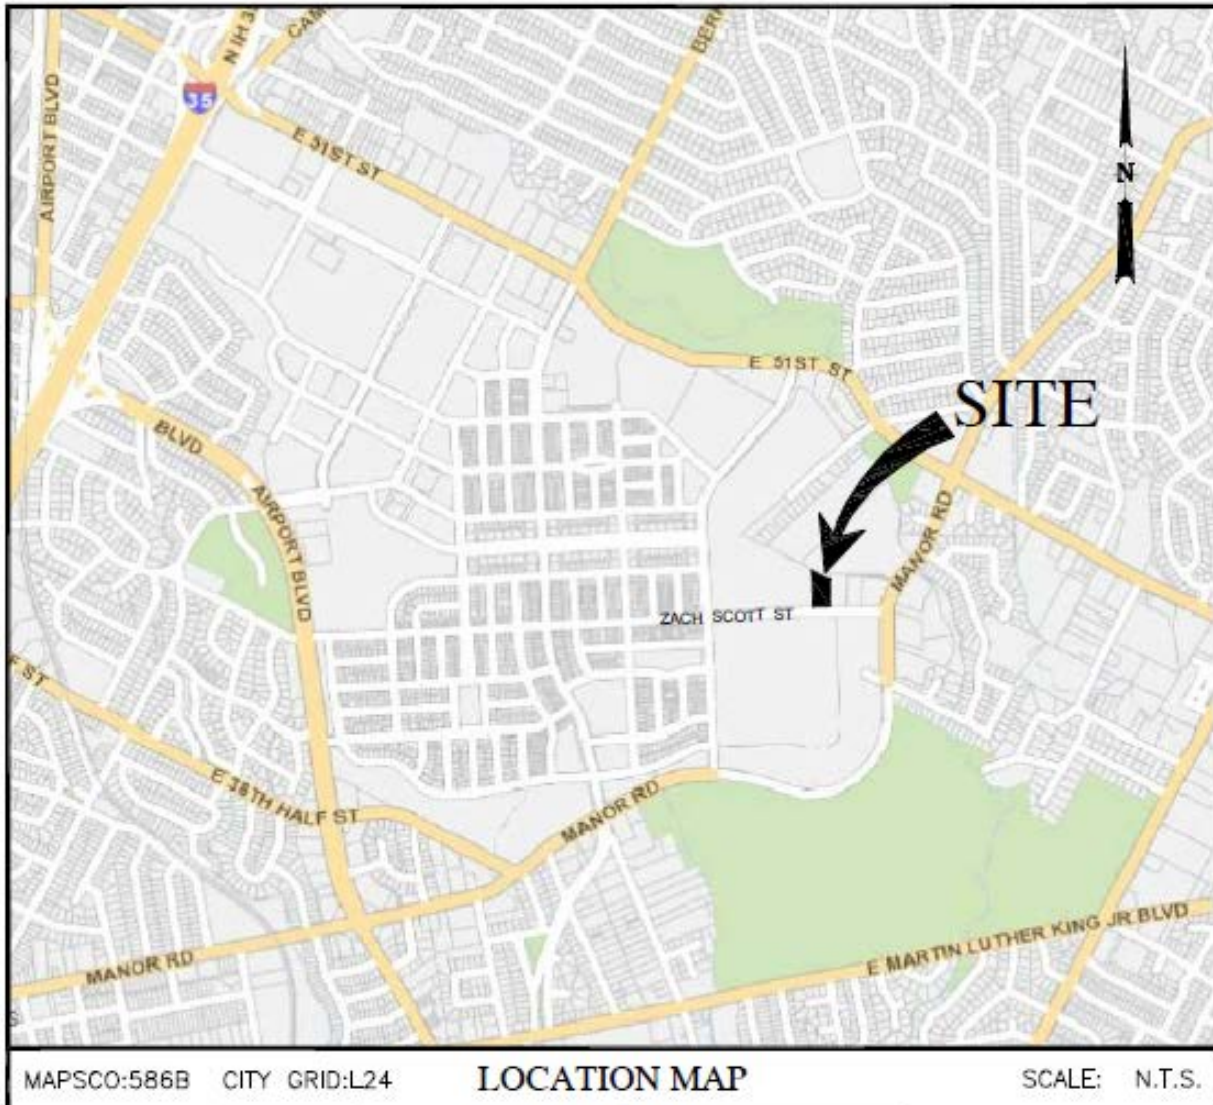 N IH 3
CAM
BERK
AIRPORT BLVD
35
E 51ST ST
N
E 51ST ST
SITE
BLVD
AIRPORT BLVD
MANOR RD
ZACH SCOTT ST
F ST
E 38TH HALF ST
MANOR RD
E MARTIN LUTHER KING JR BLVD
MANOR RD
S
MAPSCO:586B CITY GRID:L24 LOCATION MAP SCALE: N.T.S.